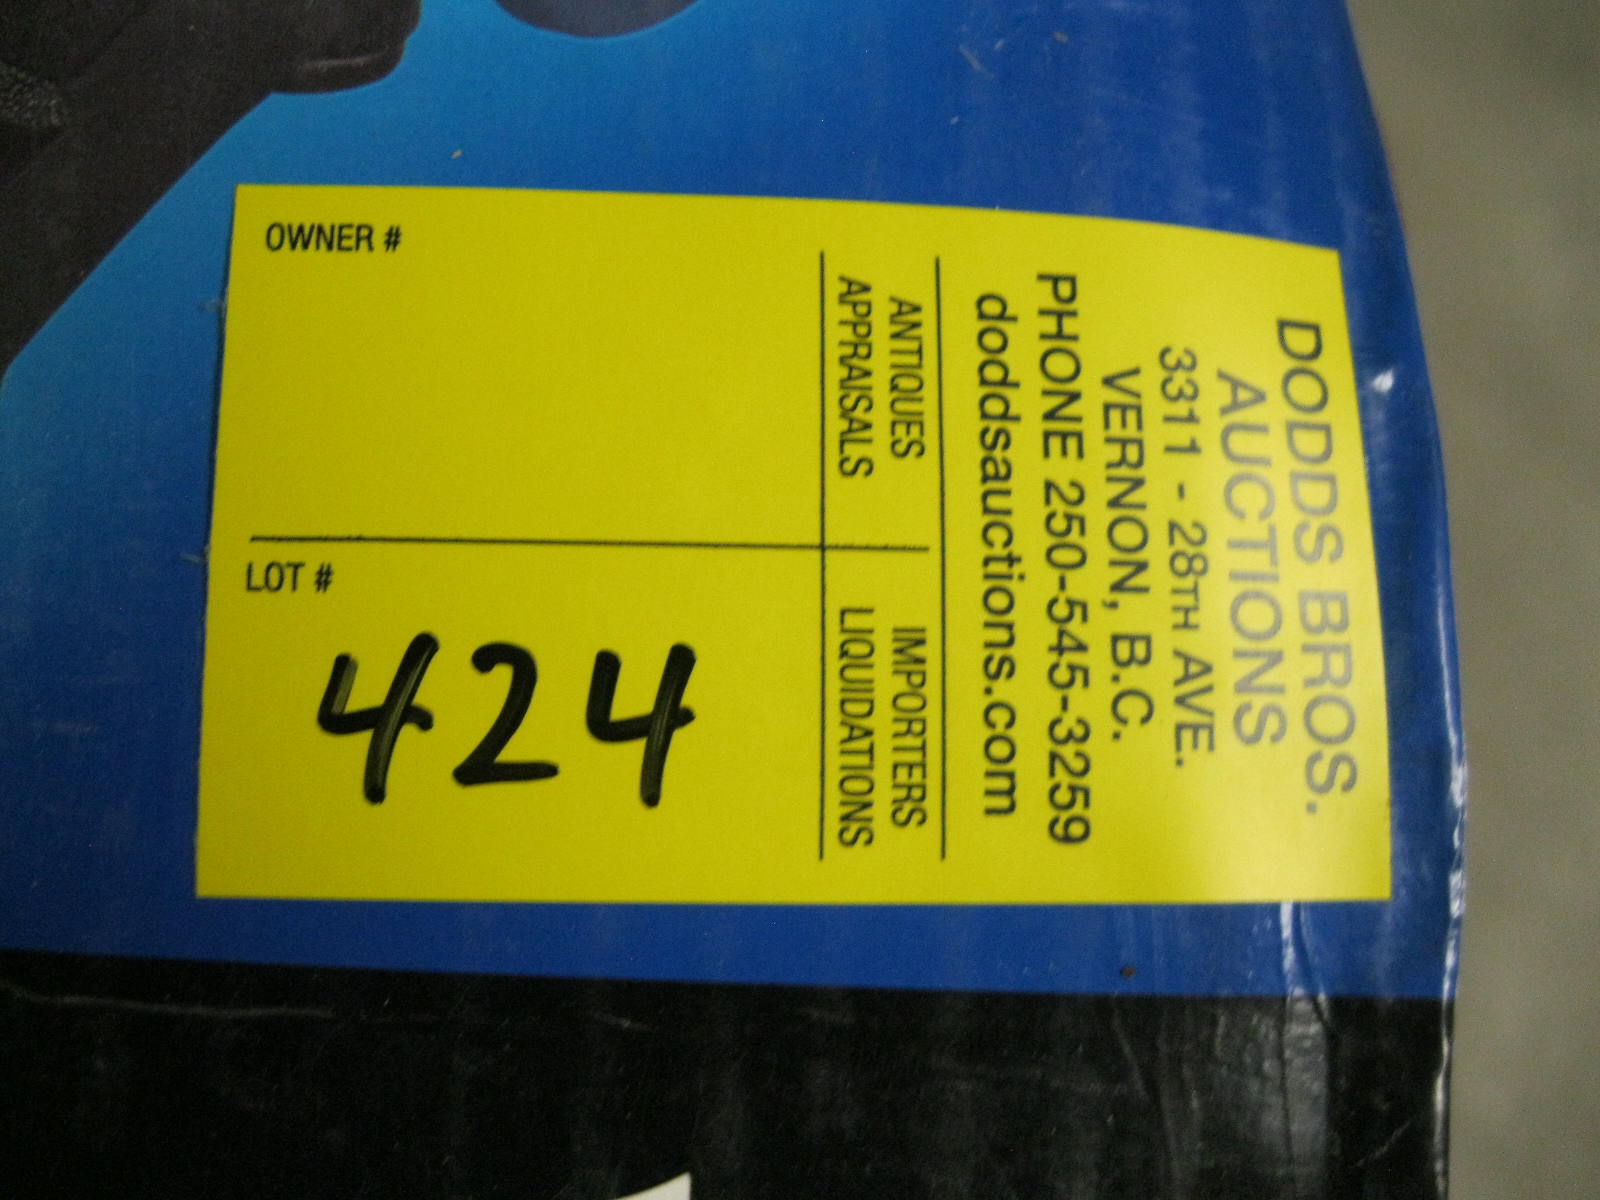 DODDS BROS.
AUCTIONS
3311 - 28TH AVE.
VERNON, B.C.
PHONE 250-545-3259
doddsauctions.com
ANTIQUES IMPORTERS
APPRAISALS LIQUIDATIONS
OWNER #
LOT #
424